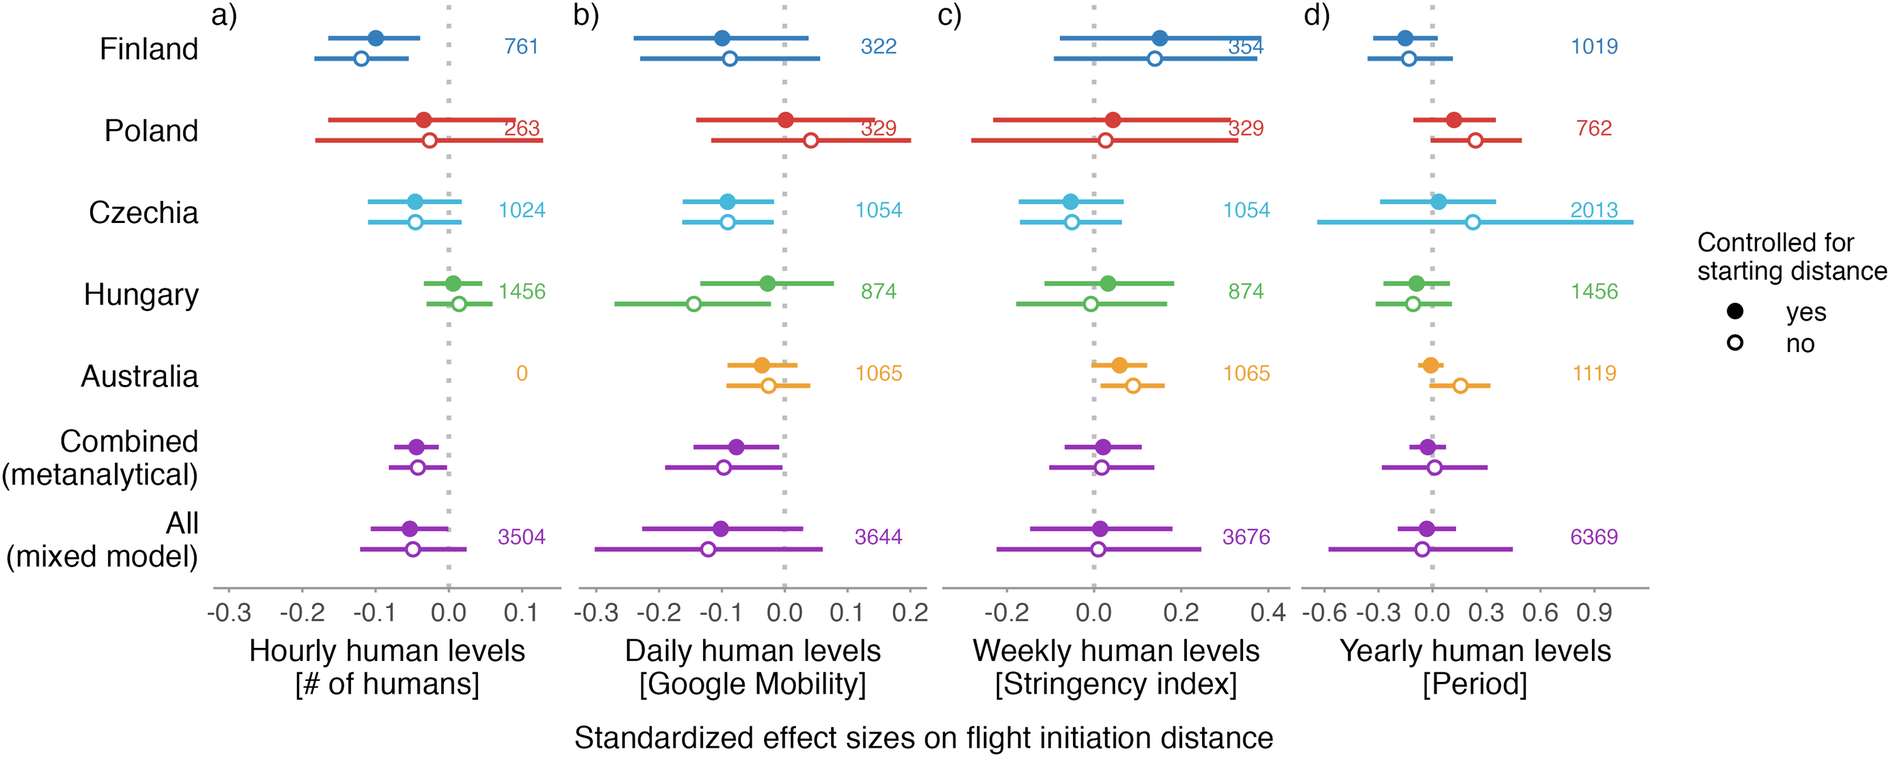 a) b) c) d)
Finland 761 322 354 1019
Poland 263 329 329 762
Czechia 1024 1054 1054 2013
Hungary 1456 874 874 1456
Australia 0 1065 1065 1119
Combined
(metanalytical)
All
(mixed model) 3504 3644 3676 6369
-0.3 -0.2 -0.1 0.0 0.1 -0.3 -0.2 -0.1 0.0 0.1 0.2 -0.2 0.0 0.2 0.4 -0.6 -0.3 0.0 0.3 0.6 0.9
Hourly human levels
[# of humans]
Daily human levels
[Google Mobility]
Weekly human levels
[Stringency index]
Yearly human levels
[Period]
Standardized effect sizes on flight initiation distance
Controlled for
starting distance
yes
no